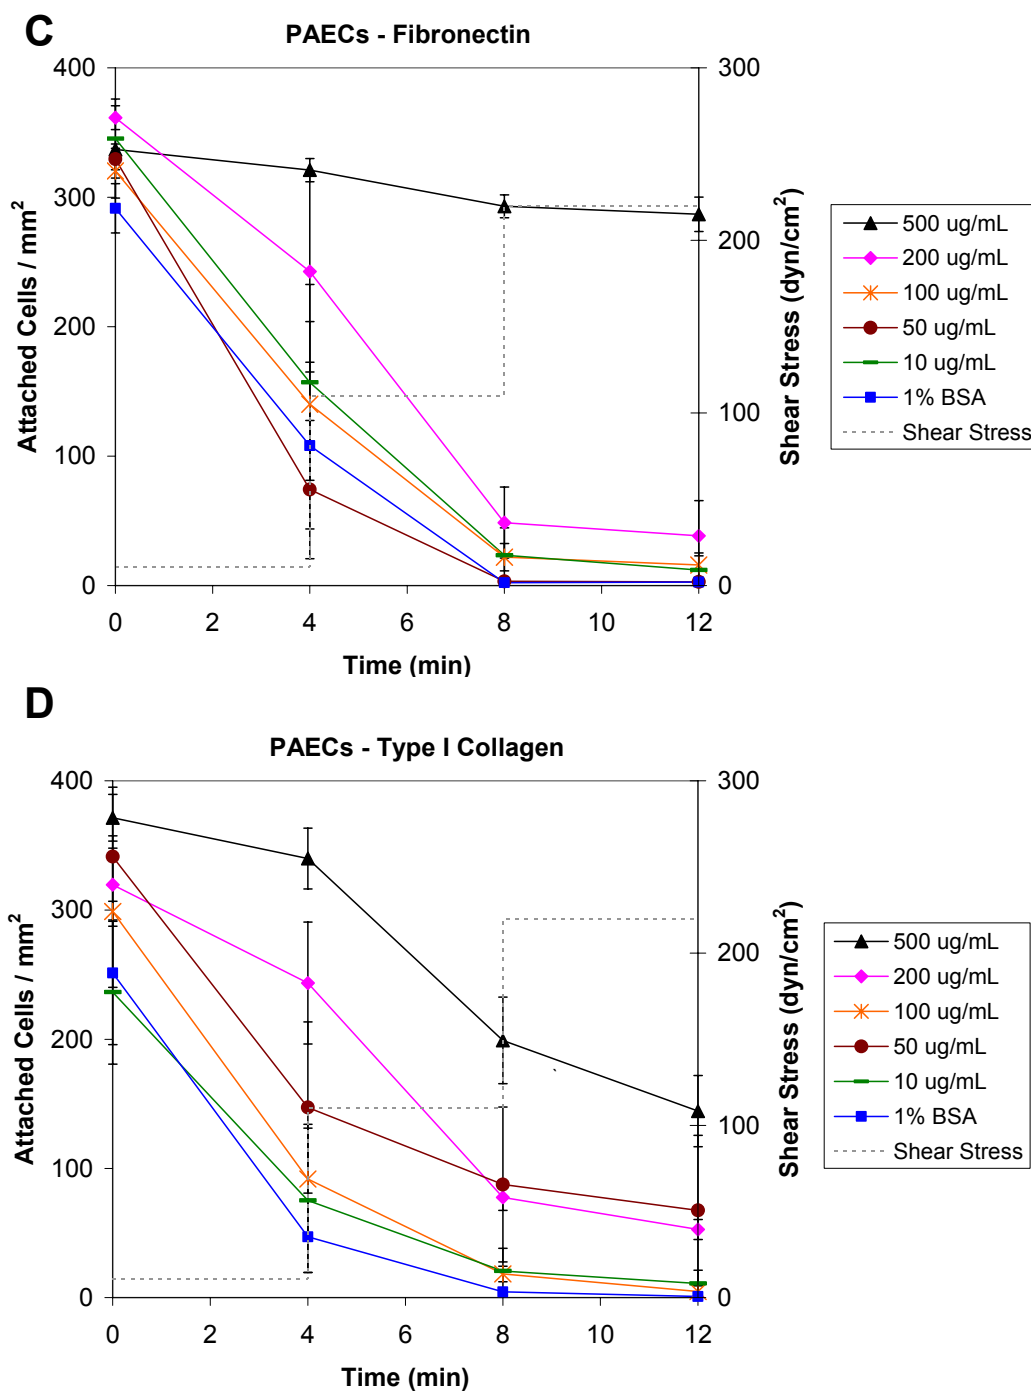 C
PAECs - Fibronectin
400
300
200
100
0
Attached Cells / mm²
300
200
100
0
Shear Stress (dyn/cm²)
0 2 4 6 8 10 12
Time (min)
500 ug/mL
200 ug/mL
100 ug/mL
50 ug/mL
10 ug/mL
1% BSA
Shear Stress
D
PAECs - Type I Collagen
400
300
200
100
0
Attached Cells / mm²
300
200
100
0
Shear Stress (dyn/cm²)
0 2 4 6 8 10 12
Time (min)
500 ug/mL
200 ug/mL
100 ug/mL
50 ug/mL
10 ug/mL
1% BSA
Shear Stress